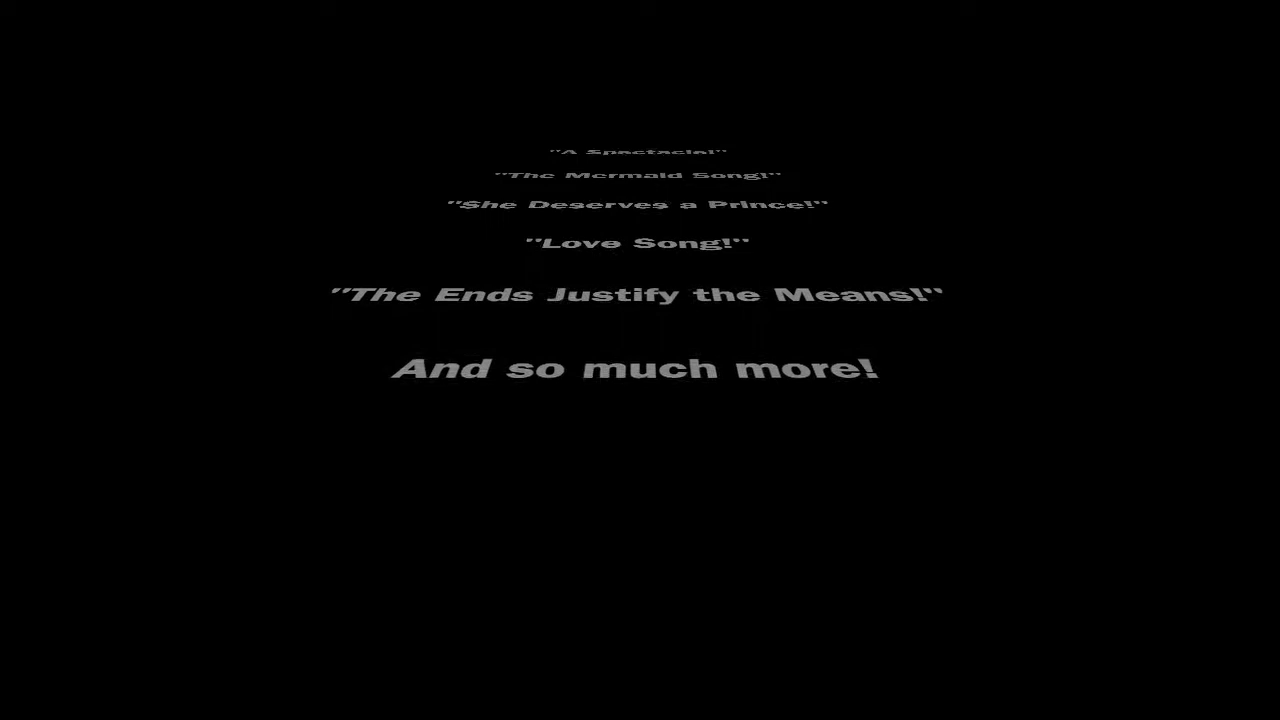 "A Spectacle!"
"The Mermaid Song!"
"She Deserves a Prince!"
"Love Song!"
"The Ends Justify the Means!"
And so much more!